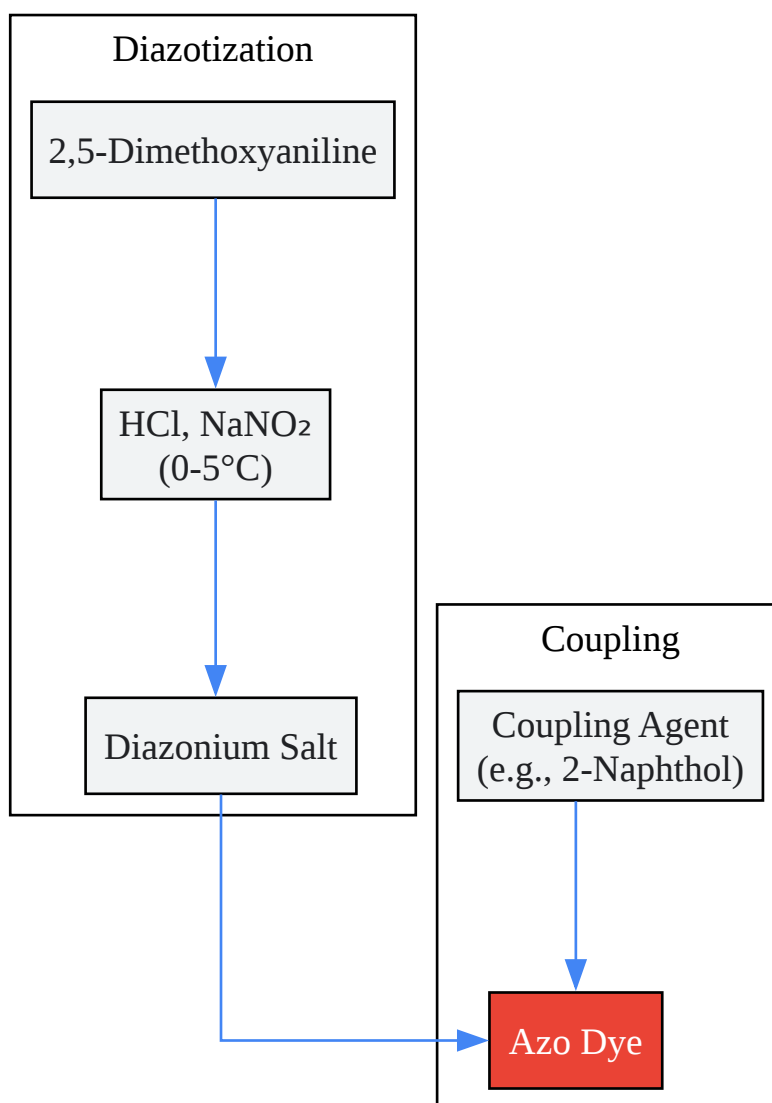 Diazotization
2,5-Dimethoxyaniline
HCl, NaNO₂
(0-5°C)
Diazonium Salt
Coupling
Coupling Agent
(e.g., 2-Naphthol)
Azo Dye